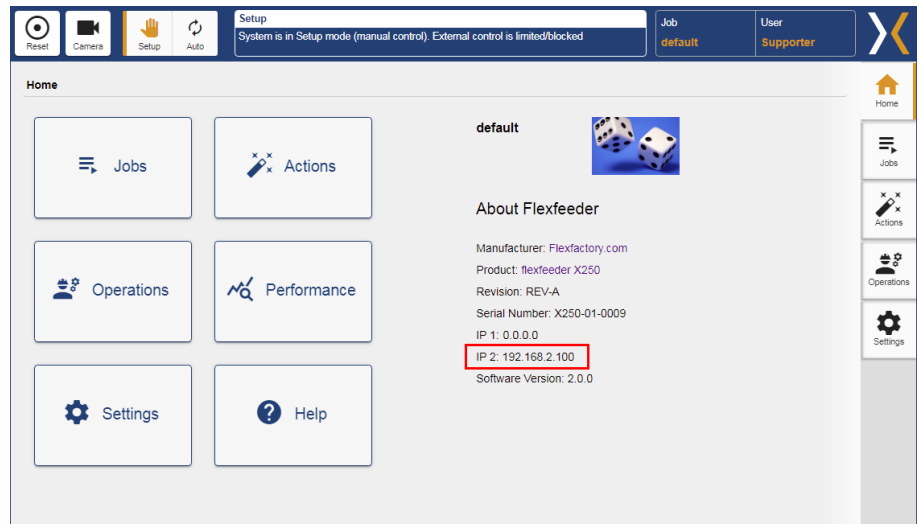 Reset
Camera
Setup
Auto
Setup
System is in Setup mode (manual control). External control is limited/blocked
Job
default
User
Supporter
Home
Jobs
Actions
Operations
Performance
Settings
Help
default
About Flexfeeder
Manufacturer: Flexfactory.com
Product: flexfeeder X250
Revision: REV-A
Serial Number: X250-01-0009
IP 1: 0.0.0.0
IP 2: 192.168.2.100
Software Version: 2.0.0
Home
Jobs
Actions
Operations
Settings